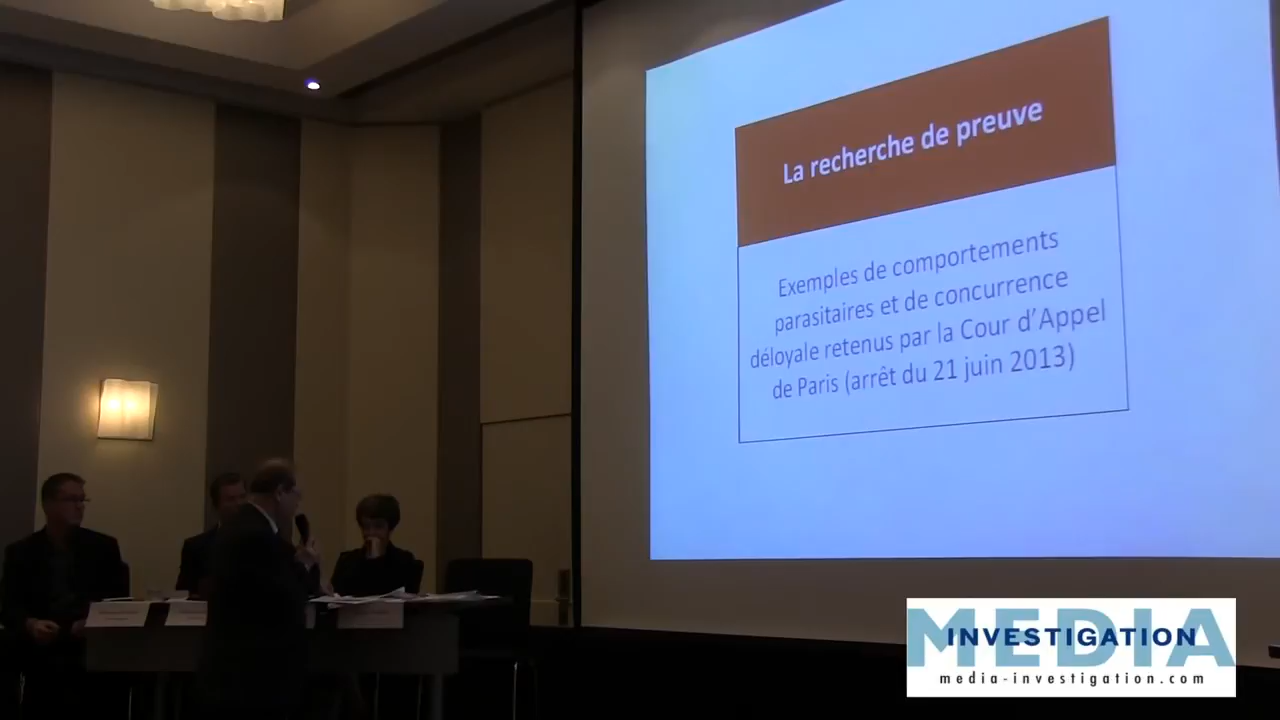 La recherche de preuve
Exemples de comportements
parasitaires et de concurrence
déloyale retenus par la Cour d'Appel
de Paris (arrêt du 21 juin 2013)
MEDIA
INVESTIGATION
media-investigation.com